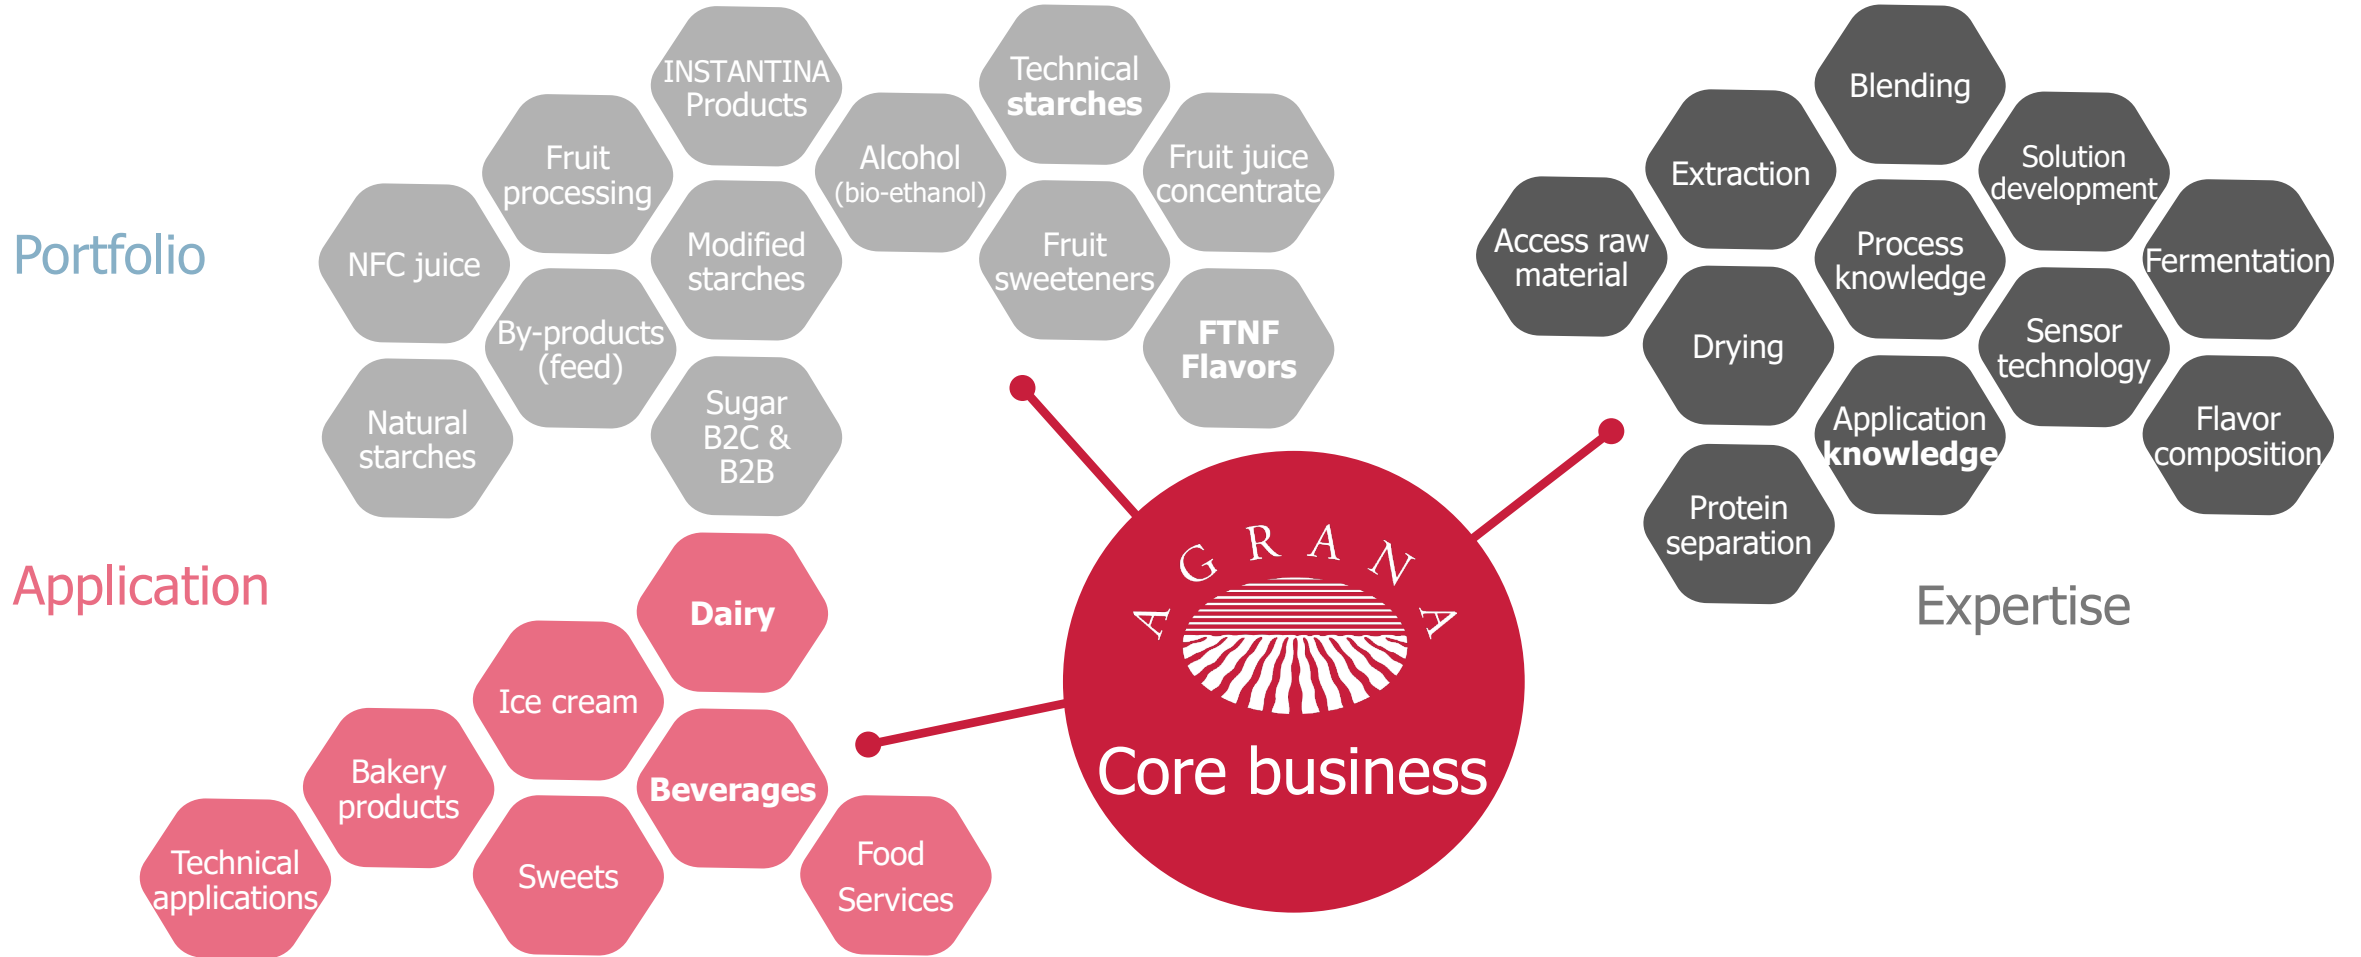 Portfolio
INSTANTINA
Products
Technical
starches
Fruit
processing
Alcohol
(bio-ethanol)
Fruit juice
concentrate
NFC juice
Modified
starches
Fruit
sweeteners
By-products
(feed)
FTNF
Flavors
Natural
starches
Sugar
B2C &
B2B
Blending
Extraction
Solution
development
Access raw
material
Process
knowledge
Fermentation
Drying
Sensor
technology
Application
knowledge
Flavor
composition
Protein
separation
Expertise
Application
Dairy
Ice cream
Bakery
products
Beverages
Technical
applications
Sweets
Food
Services
AGRANA
Core business